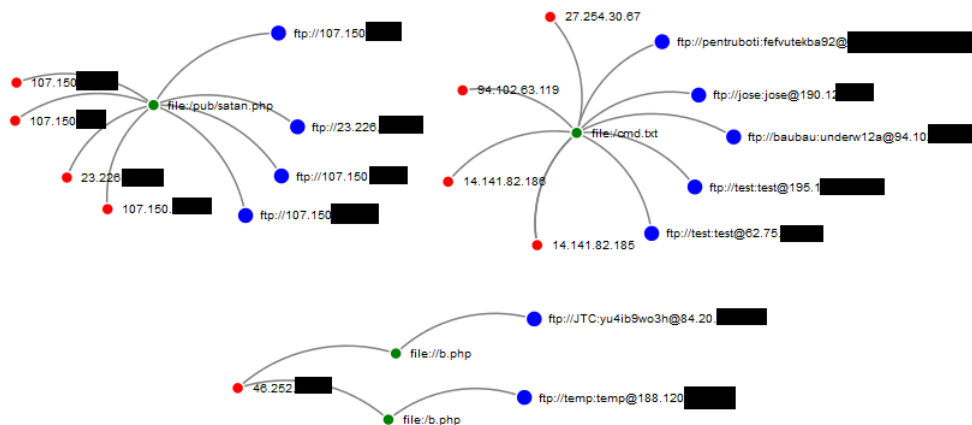 ftp://107.150
107.150
107.150
file:/pub/satan.php
ftp://23.226.
23.226
ftp://107.150
107.150.
ftp://107.150
27.254.30.67
ftp://pentruboti:fefvutekba92@
94.102.63.119
ftp://jose:jose@190.12
file:/cmd.txt
ftp://baubau:underw12a@94.10
14.141.82.186
ftp://test:test@195.1
ftp://test:test@62.75.
14.141.82.185
ftp://JTC:yu4ib9wo3h@84.20.
file://b.php
46.252.
ftp://temp:temp@188.120
file:/b.php